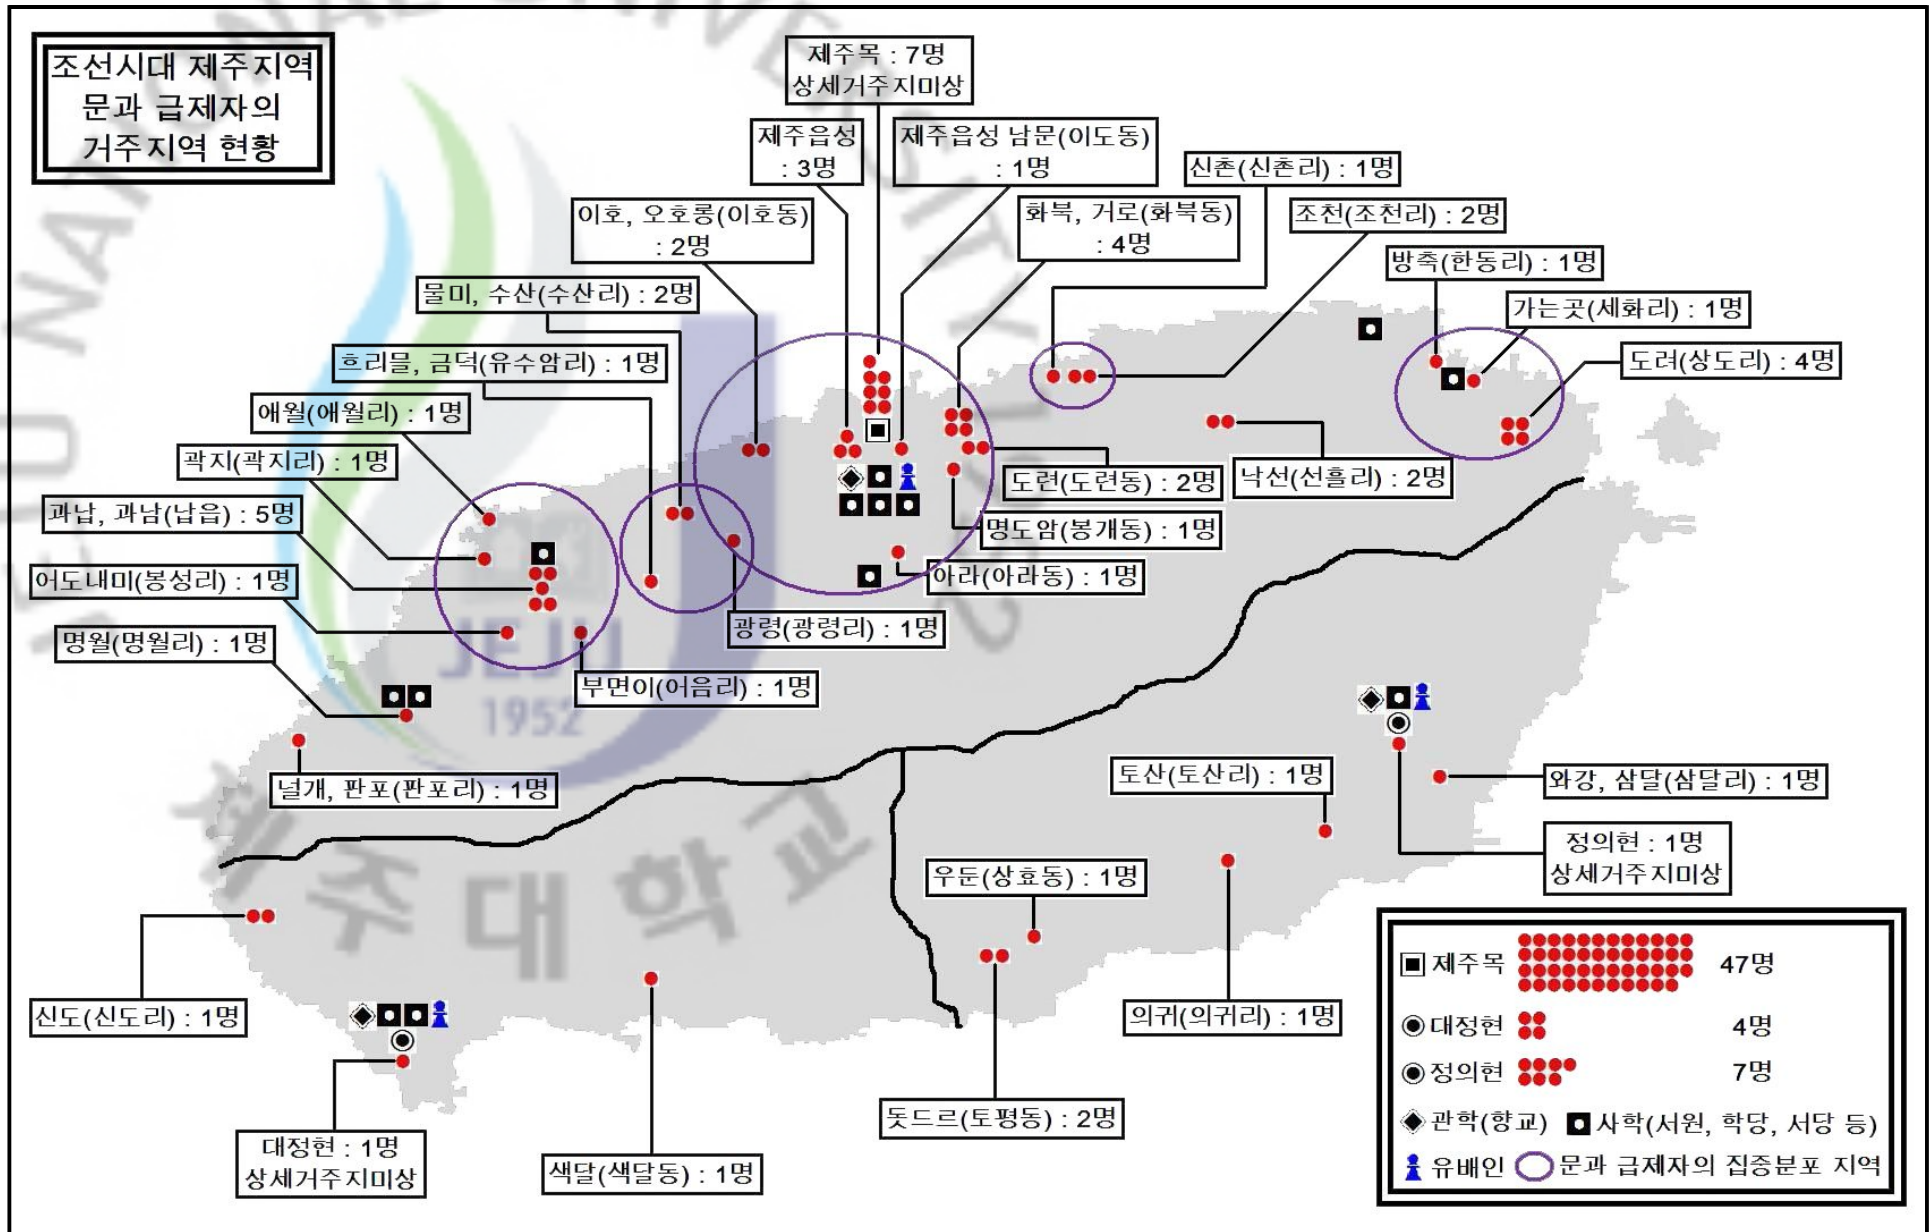 조선시대 제주지역
문과 급제자의
거주지역 현황
제주목 : 7명
상세거주지미상
제주읍성
: 3명
제주읍성 남문(이도동)
: 1명
신촌(신촌리) : 1명
이호, 오호롱(이호동)
: 2명
화북, 거로(화북동)
: 4명
조천(조천리) : 2명
방축(한동리) : 1명
물미, 수산(수산리) : 2명
가는곳(세화리) : 1명
흐리믈, 금덕(유수암리) : 1명
도려(상도리) : 4명
애월(애월리) : 1명
곽지(곽지리) : 1명
도련(도련동) : 2명
낙선(선흘리) : 2명
과납, 과남(납읍) : 5명
명도암(봉개동) : 1명
어도내미(봉성리) : 1명
아라(아라동) : 1명
명월(명월리) : 1명
광령(광령리) : 1명
부면이(어음리) : 1명
널개, 판포(판포리) : 1명
토산(토산리) : 1명
와강, 삼달(삼달리) : 1명
정의현 : 1명
상세거주지미상
우둔(상효동) : 1명
신도(신도리) : 1명
의귀(의귀리) : 1명
돗드르(토평동) : 2명
대정현 : 1명
상세거주지미상
색달(색달동) : 1명
제주목 47명
대정현 4명
정의현 7명
관학(향교) 사학(서원, 학당, 서당 등)
유배인 문과 급제자의 집중분포 지역
JEJU NATIONAL UNIVERSITY 1952
JEJU
1952
제주대학교